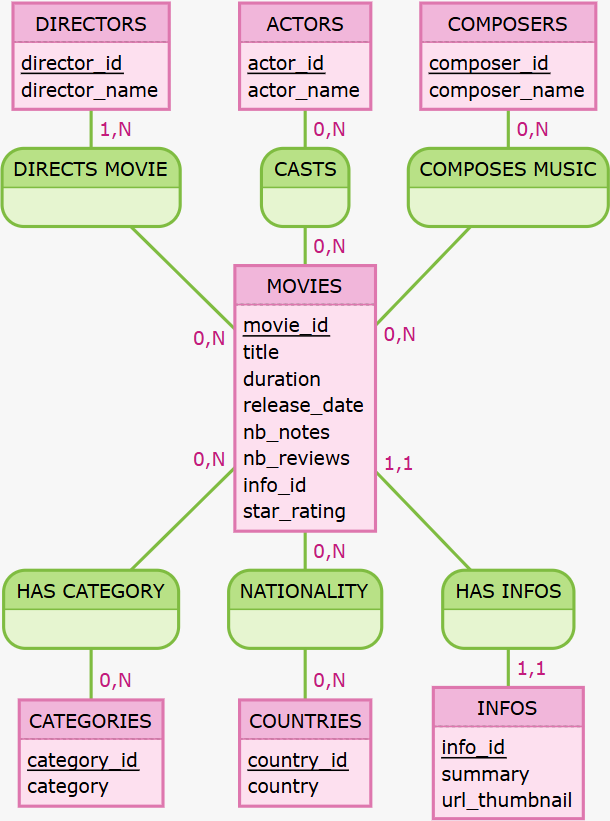 DIRECTORS
director_id
director_name
ACTORS
actor_id
actor_name
COMPOSERS
composer_id
composer_name
1,N
0,N
0,N
DIRECTS MOVIE
CASTS
COMPOSES MUSIC
0,N
0,N
0,N
MOVIES
movie_id
title
duration
release_date
nb_notes
nb_reviews
info_id
star_rating
0,N
1,1
0,N
HAS CATEGORY
NATIONALITY
HAS INFOS
0,N
0,N
1,1
CATEGORIES
category_id
category
COUNTRIES
country_id
country
INFOS
info_id
summary
url_thumbnail